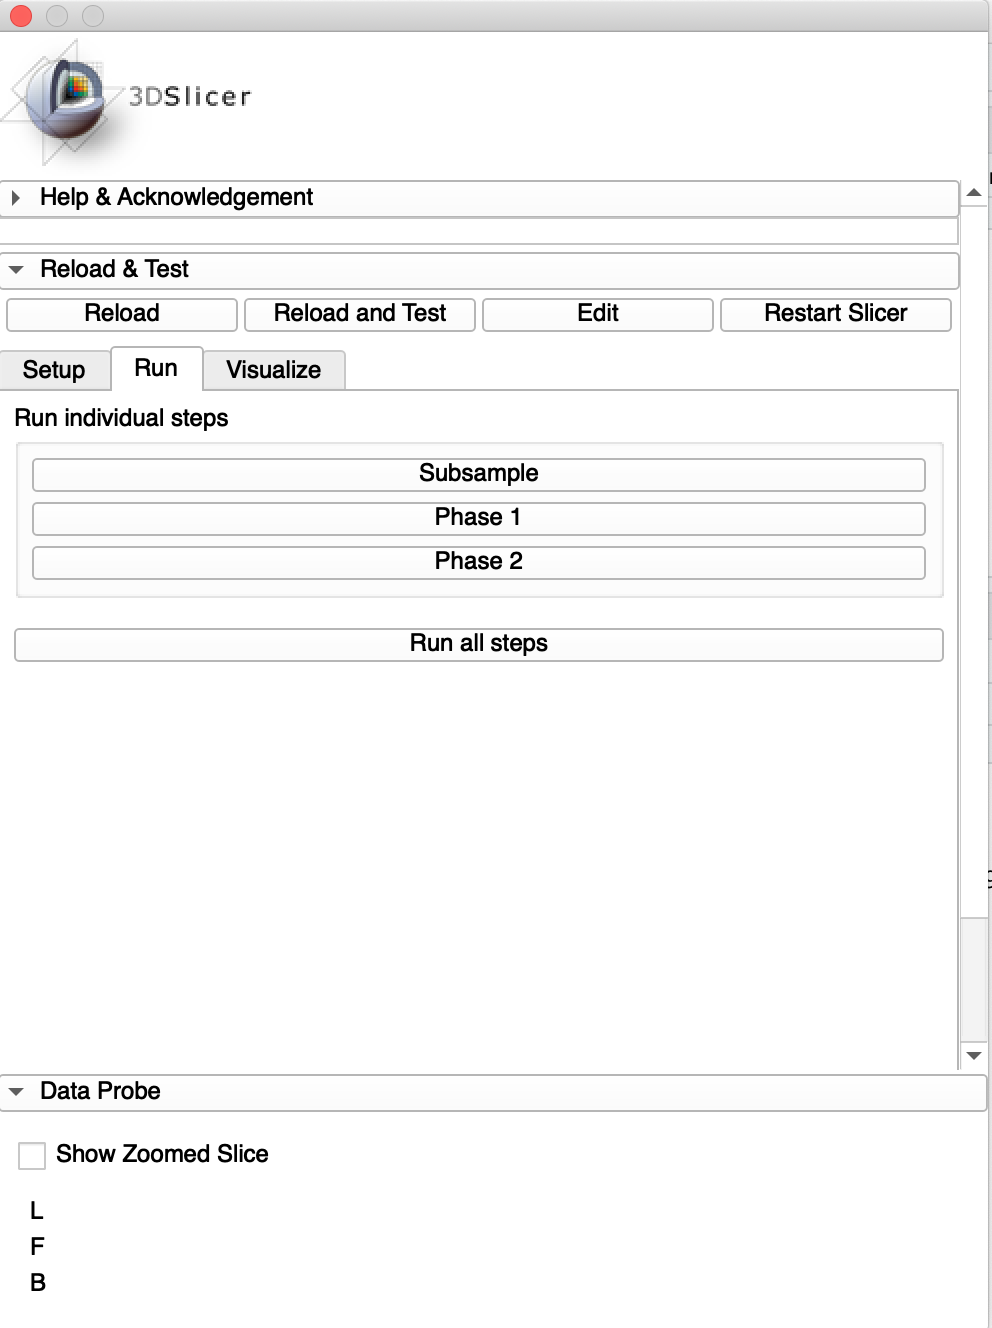 3DSlicer
Help & Acknowledgement
Reload & Test
Reload Reload and Test Edit Restart Slicer
Setup Run Visualize
Run individual steps
Subsample
Phase 1
Phase 2
Run all steps
Data Probe
Show Zoomed Slice
L
F
B